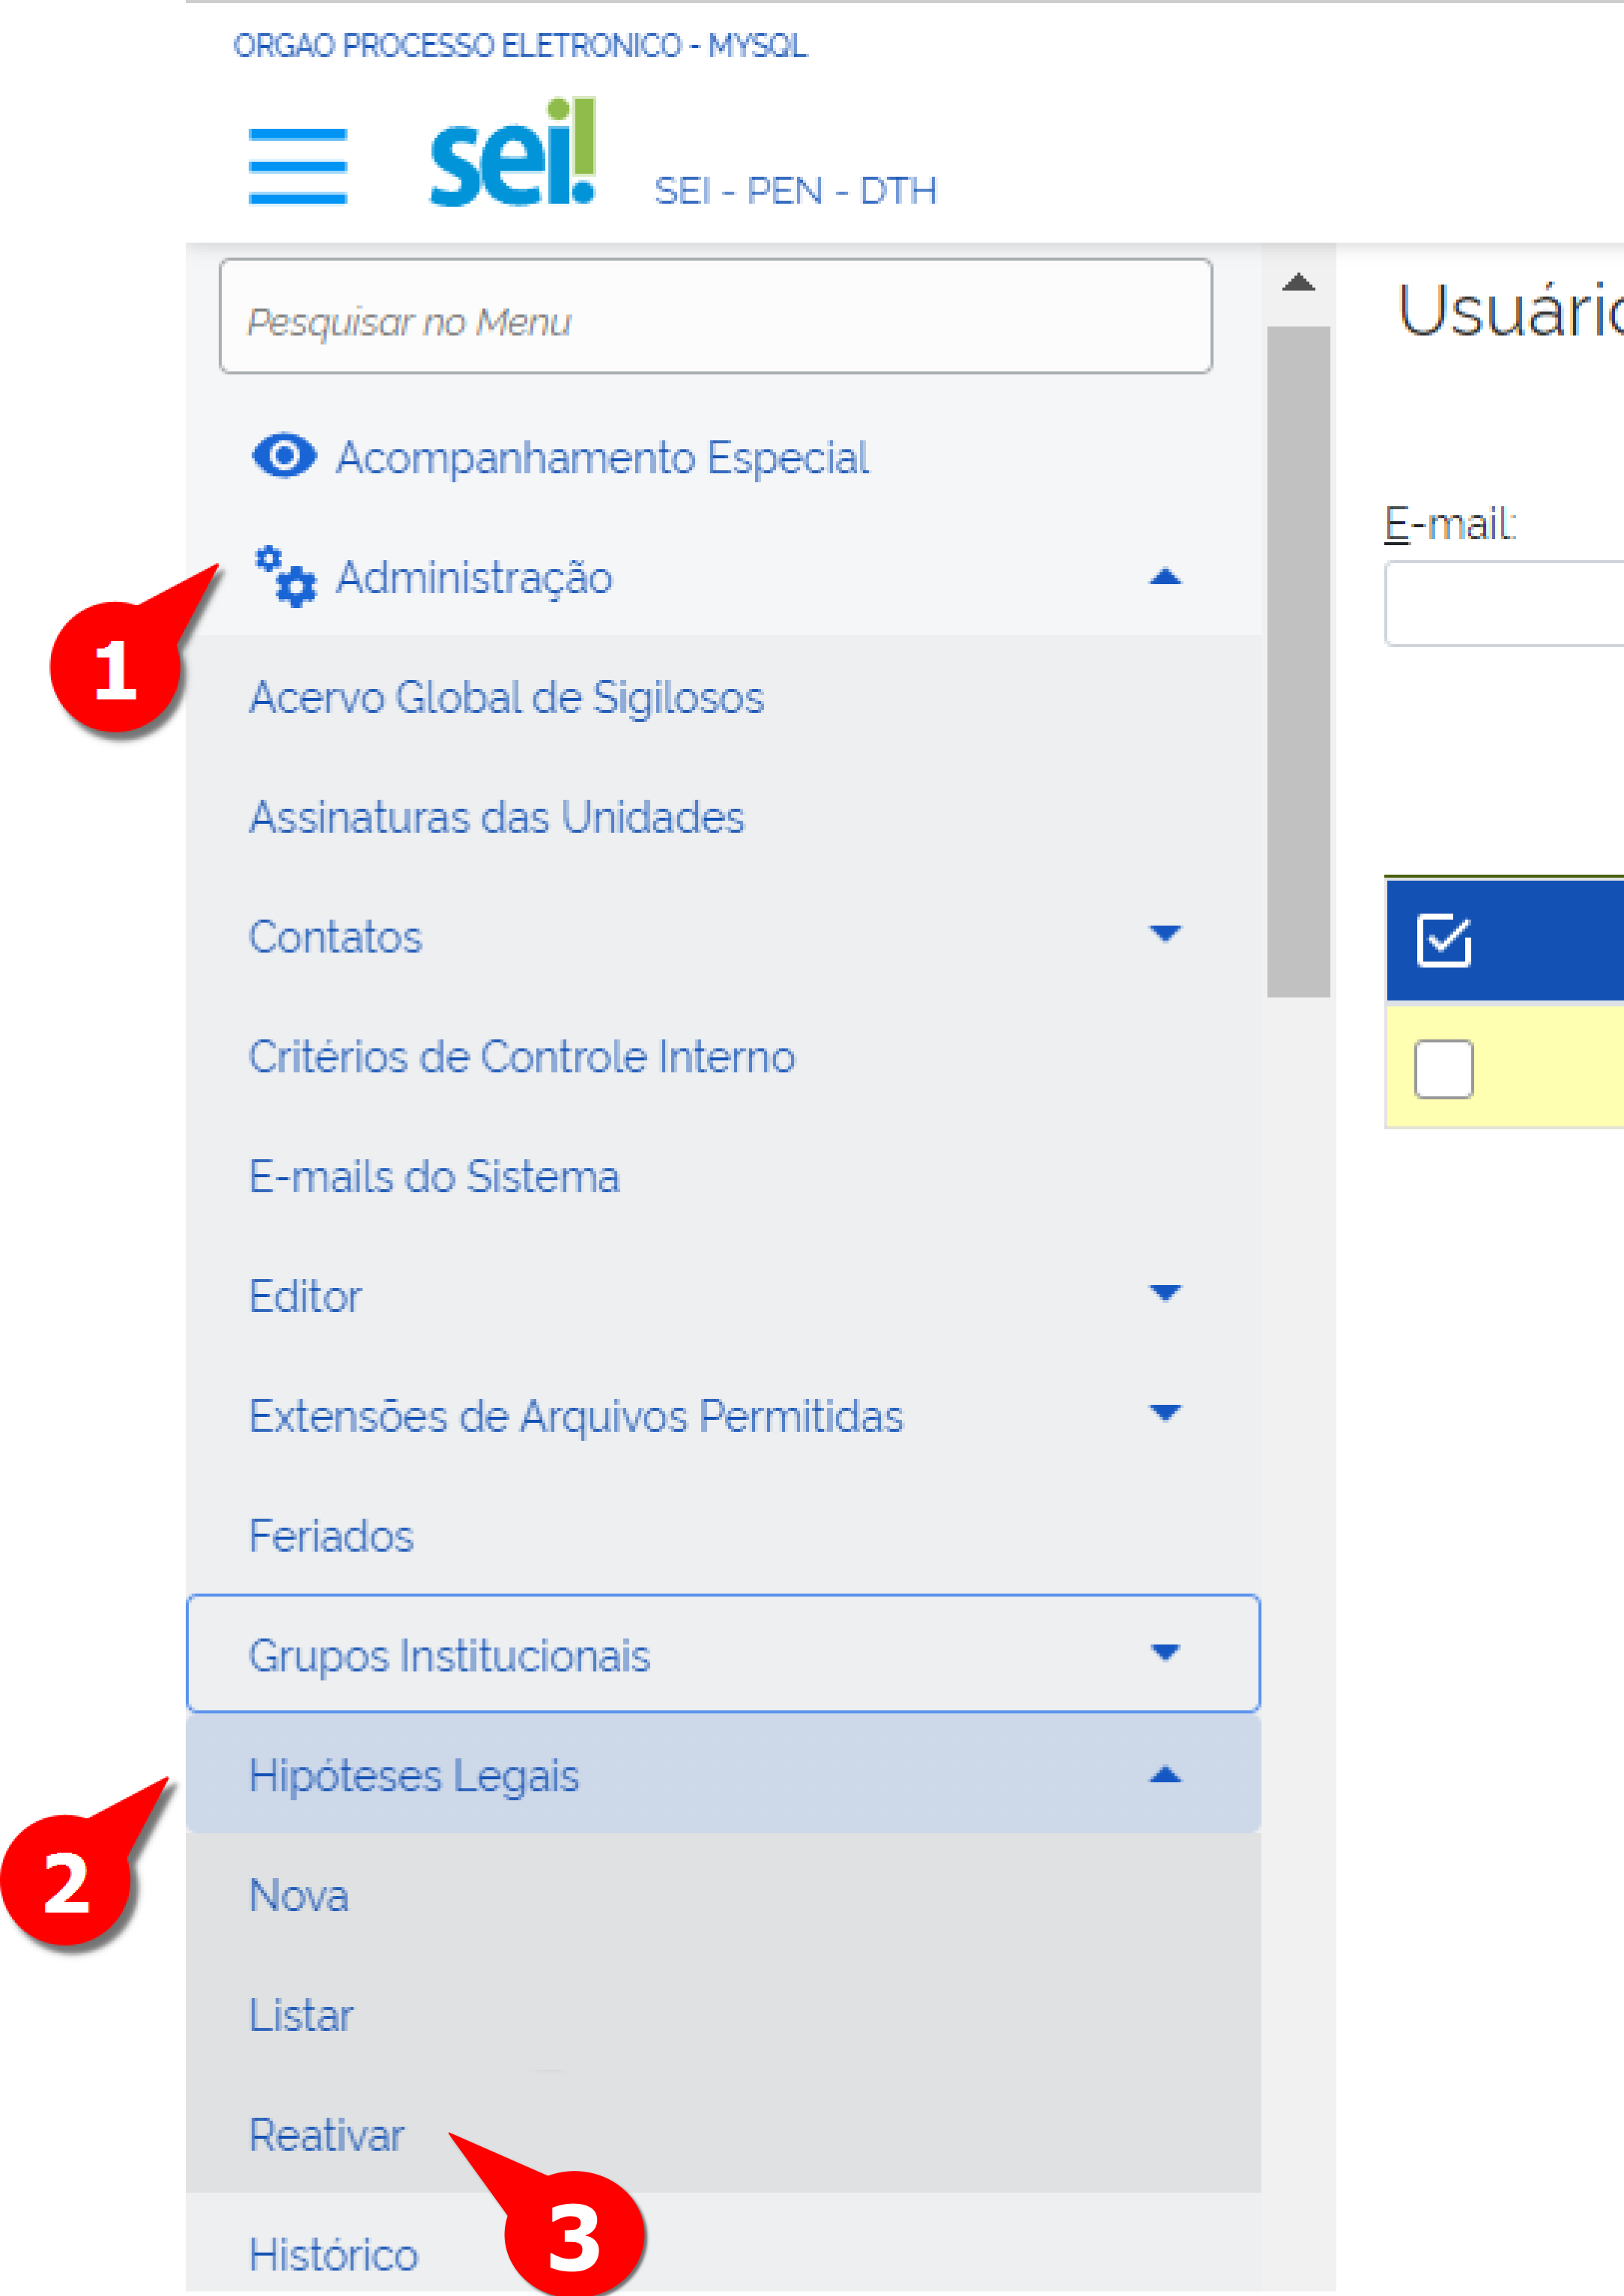 ORGAO PROCESSO ELETRONICO - MYSQL
sei!
SEI - PEN - DTH
Pesquisar no Menu
Acompanhamento Especial
Administração
1
Acervo Global de Sigilosos
Assinaturas das Unidades
Contatos
Critérios de Controle Interno
E-mails do Sistema
Editor
Extensões de Arquivos Permitidas
Feriados
Grupos Institucionais
Hipóteses Legais
2
Nova
Listar
Reativar
3
Histórico
Usuário
E-mail: